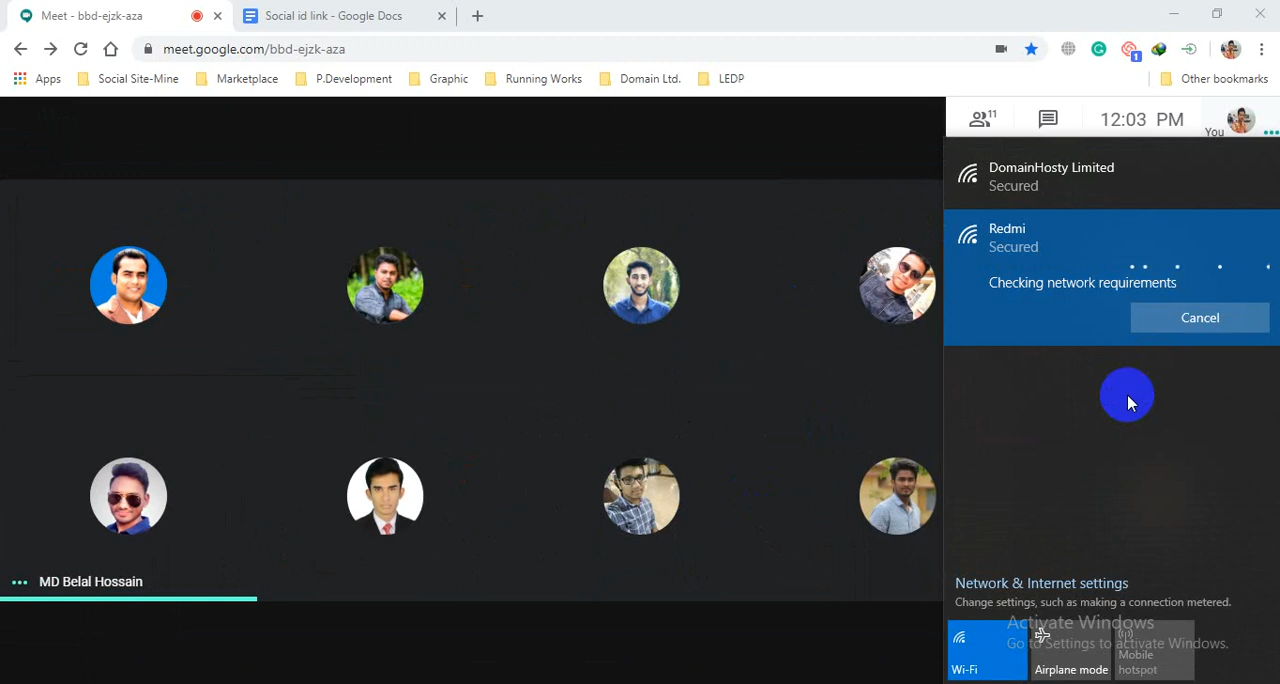 Meet - bbd-ejzk-aza
Social id link - Google Docs
meet.google.com/bbd-ejzk-aza
1
Apps Social Site-Mine Marketplace P.Development Graphic Running Works Domain Ltd. LEDP Other bookmarks
11 12:03 PM You
DomainHosty Limited
Secured
Redmi
Secured
Checking network requirements
Cancel
MD Belal Hossain
Network & Internet settings
Change settings, such as making a connection metered.
Activate Windows
Go to Settings to activate Windows.
Wi-Fi
Airplane mode
Mobile
hotspot